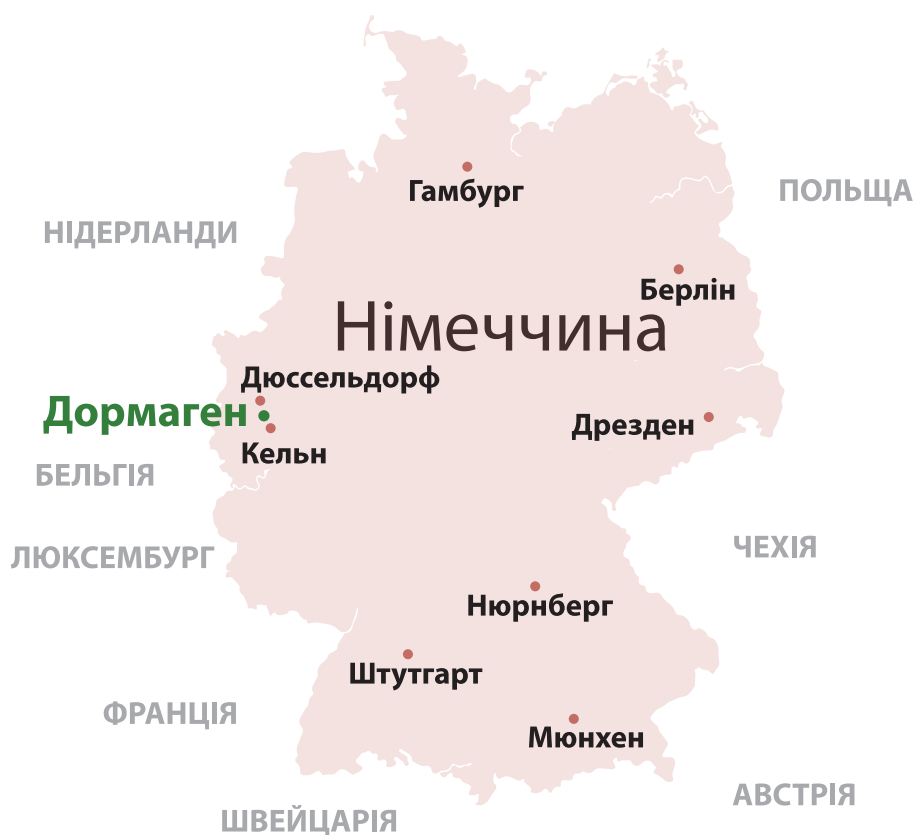 Гамбург
ПОЛЬЩА
НІДЕРЛАНДИ
Берлін
Німеччина
Дюссельдорф
Дормаген
Дрезден
Кельн
БЕЛЬГІЯ
ЧЕХІЯ
ЛЮКСЕМБУРГ
Нюрнберг
Штутгарт
ФРАНЦІЯ
Мюнхен
АВСТРІЯ
ШВЕЙЦАРІЯ